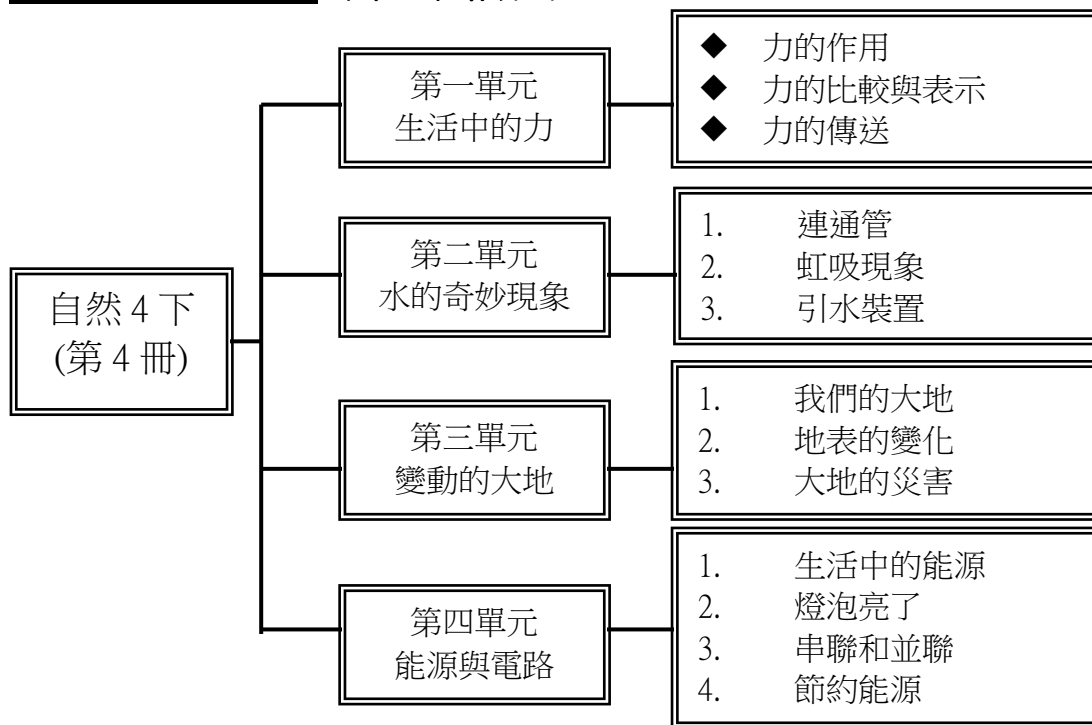 自然 4 下
(第 4 冊)
第一單元
生活中的力
◆ 力的作用
◆ 力的比較與表示
◆ 力的傳送
第二單元
水的奇妙現象
1. 連通管
2. 虹吸現象
3. 引水裝置
第三單元
變動的大地
1. 我們的大地
2. 地表的變化
3. 大地的災害
第四單元
能源與電路
1. 生活中的能源
2. 燈泡亮了
3. 串聯和並聯
4. 節約能源